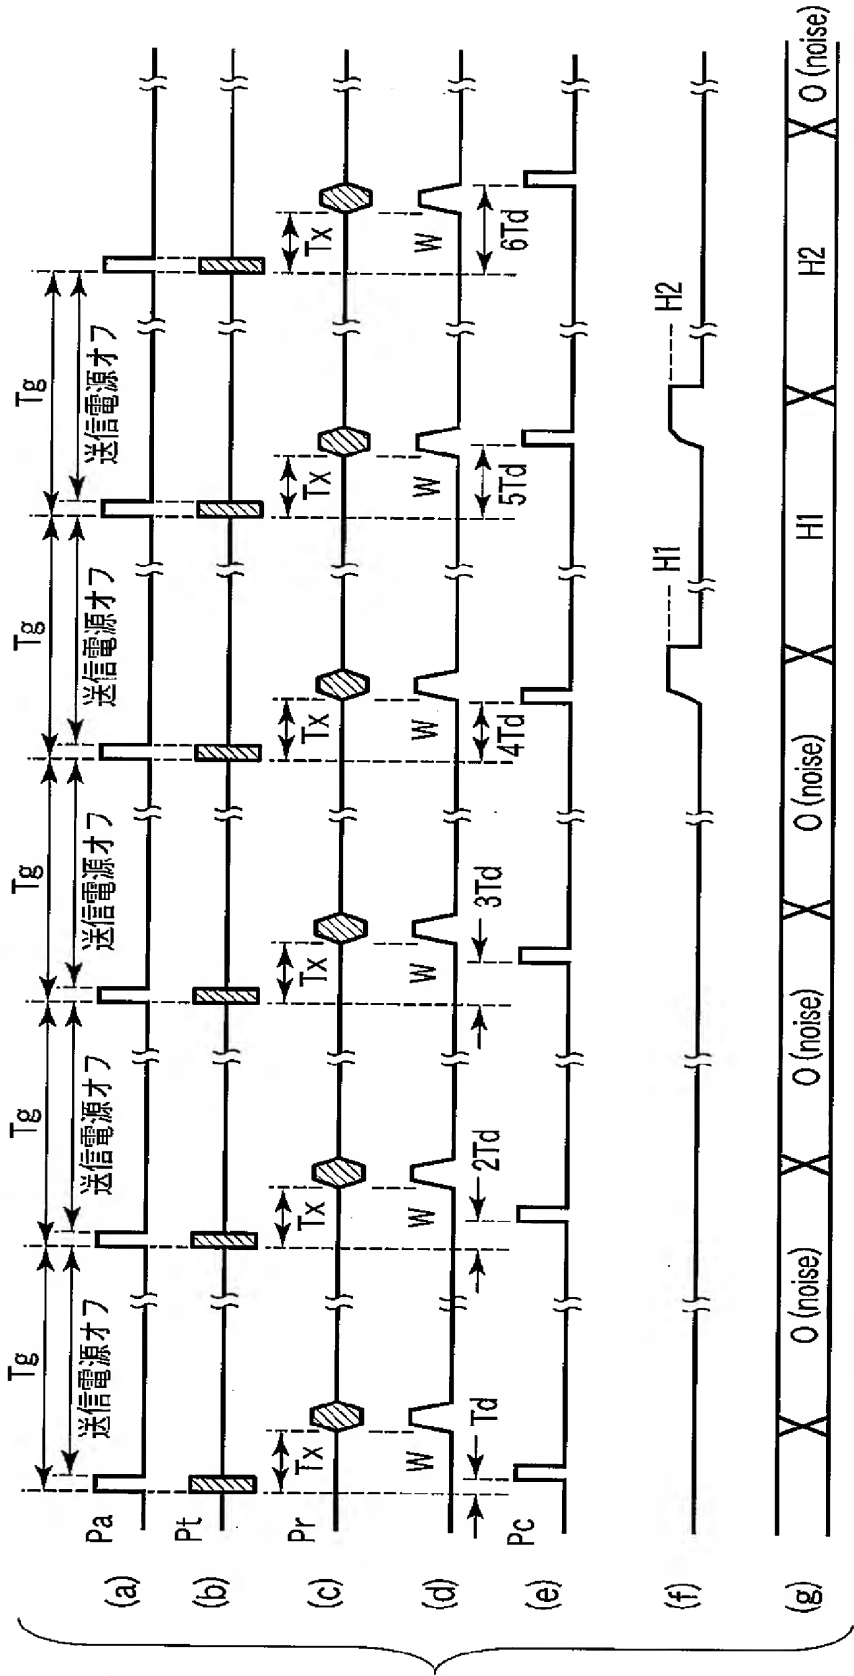 Tg Tg Tg Tg Tg
送信電源オフ 送信電源オフ 送信電源オフ 送信電源オフ 送信電源オフ
(a) Pa
(b) Pt
(c) Pr Tx Tx Tx Tx Tx Tx
(d) W W W W W W
Td 2Td 3Td 4Td 5Td 6Td
(e) Pc
(f) H1 H2
(g) O (noise) O (noise) O (noise) H1 H2 O (noise)